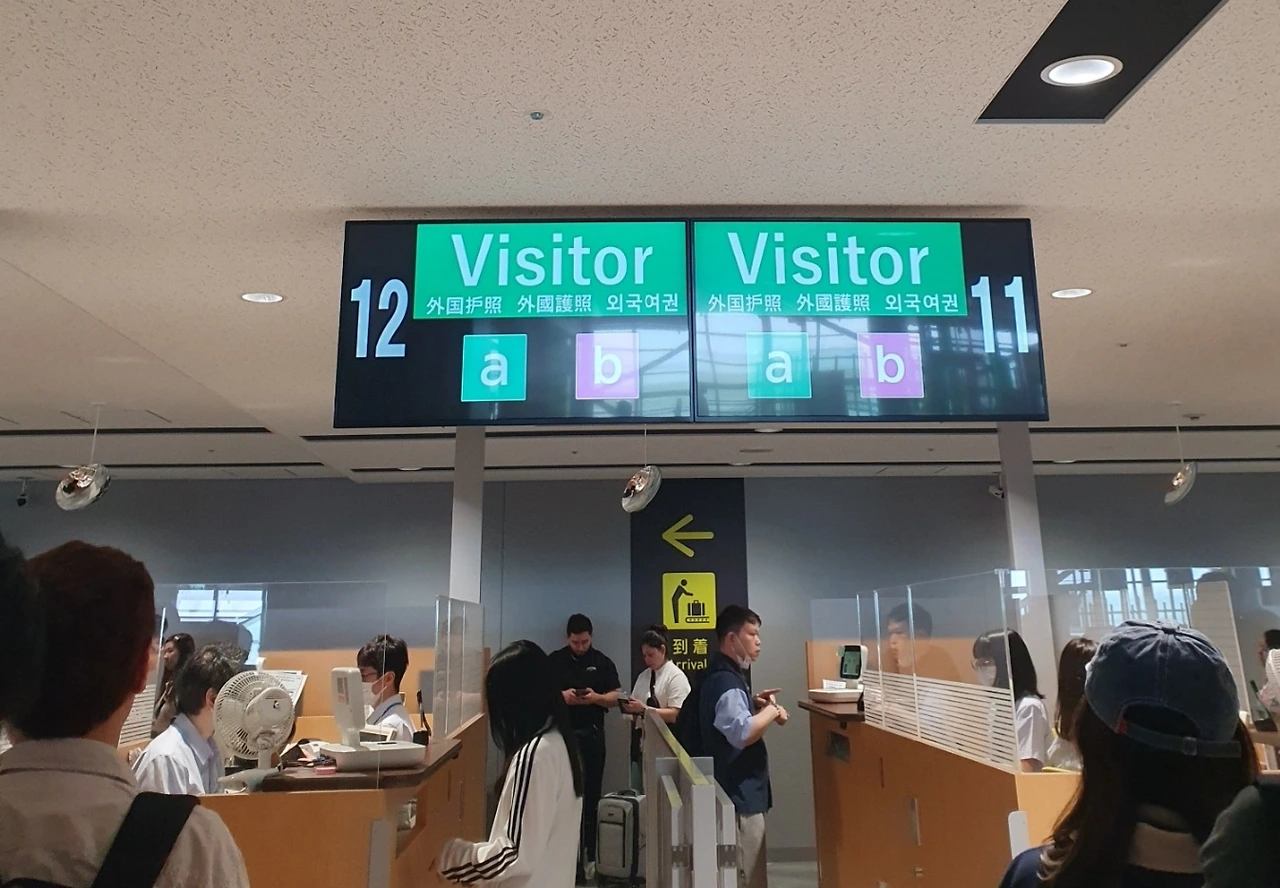 12
Visitor
外国护照 外國護照 외국여권
a b
Visitor
外国护照 外國護照 외국여권
a b
11
到着
rrival